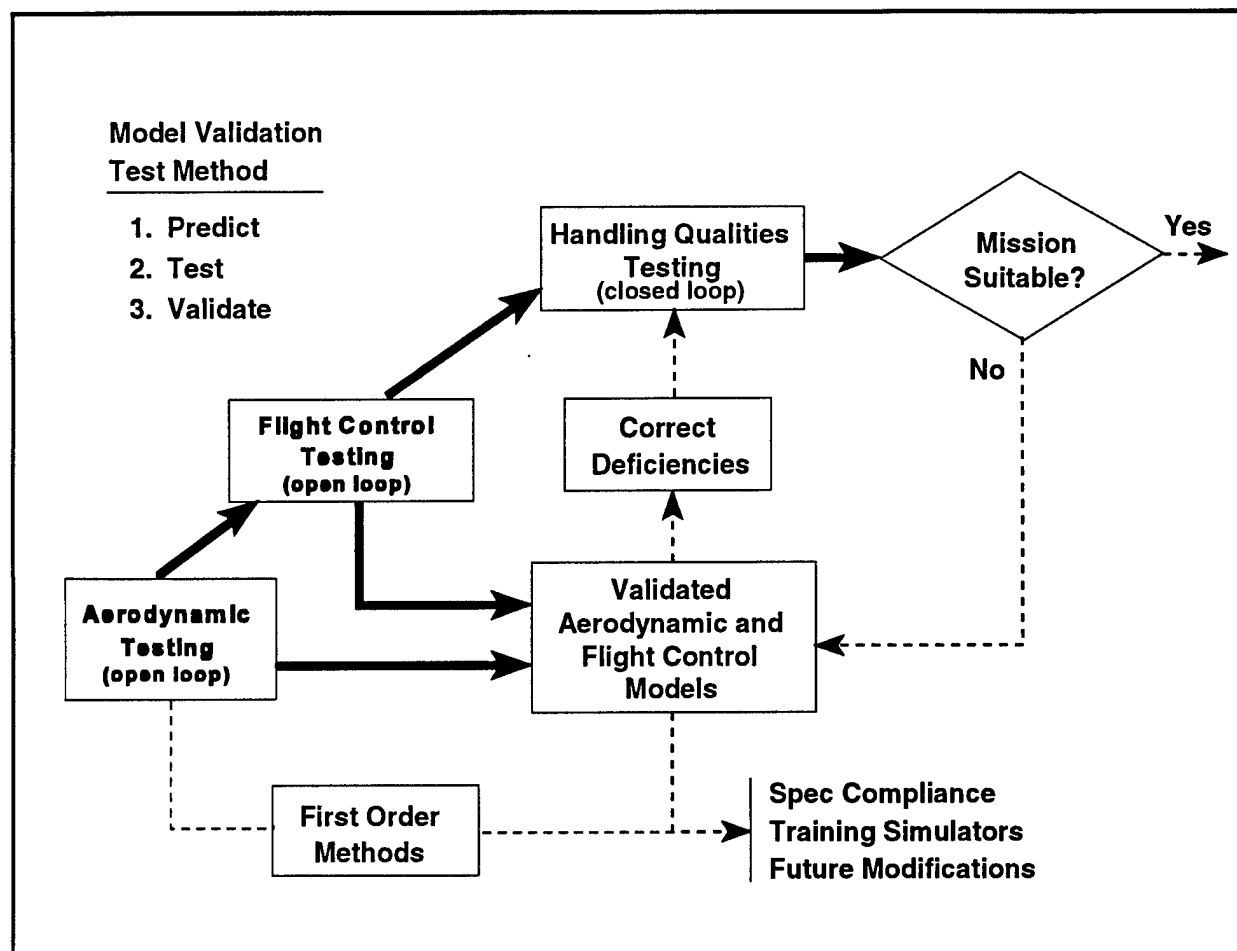 Model Validation
Test Method
1. Predict
2. Test
3. Validate
Handling Qualities
Testing
(closed loop)
Mission
Suitable?
Yes
No
Flight Control
Testing
(open loop)
Correct
Deficiencies
Aerodynamic
Testing
(open loop)
Validated
Aerodynamic and
Flight Control
Models
First Order
Methods
Spec Compliance
Training Simulators
Future Modifications